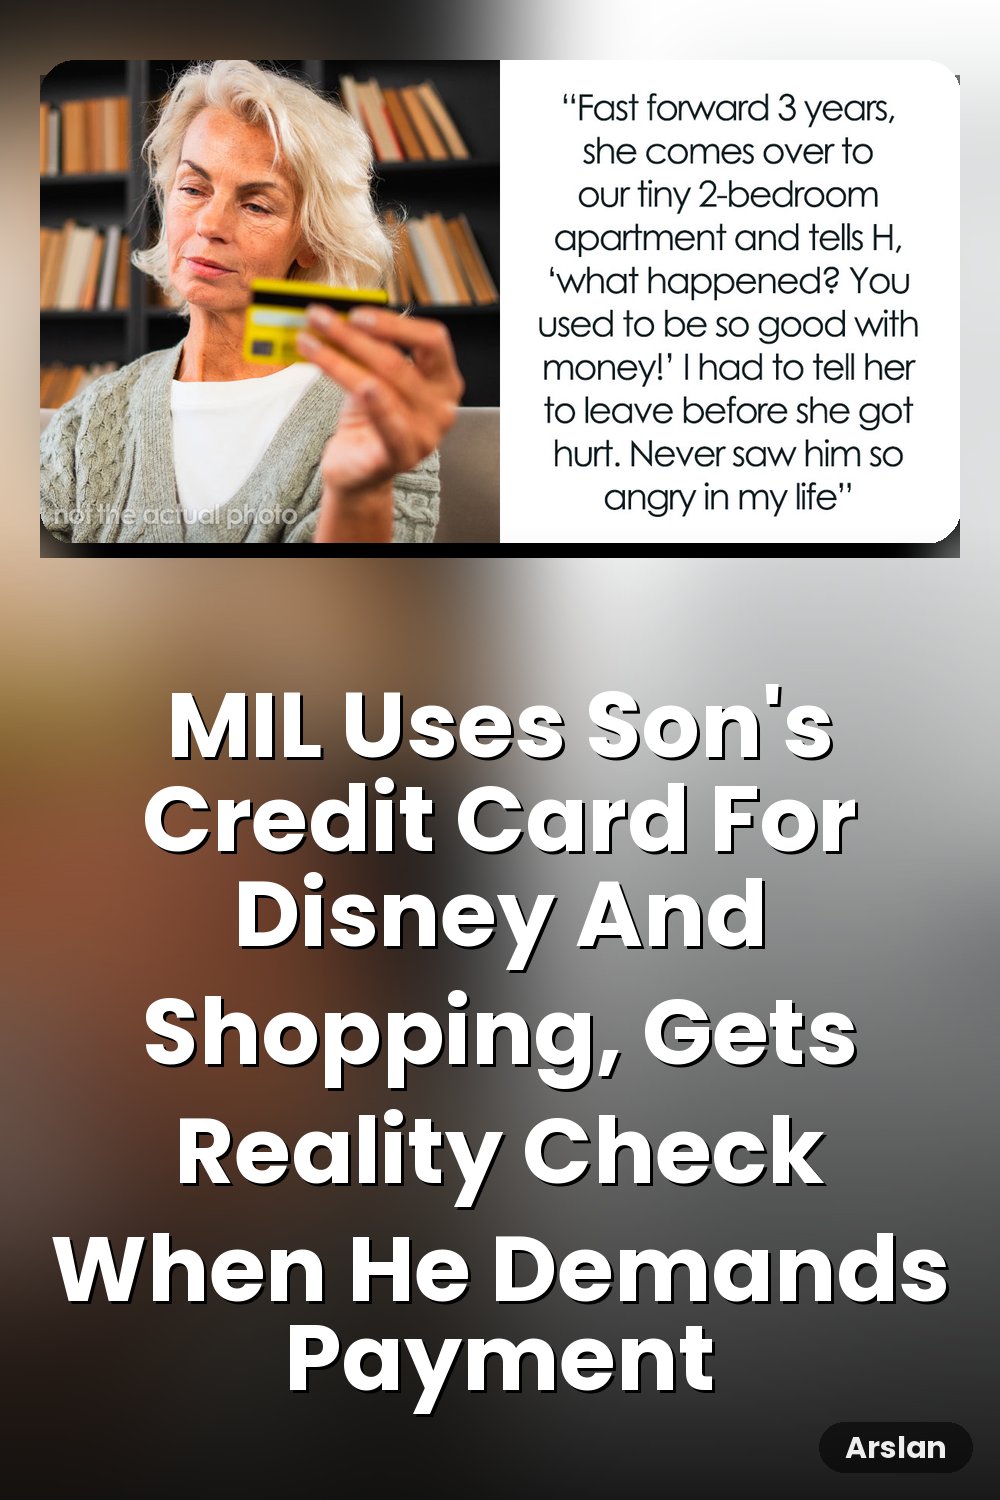 “Fast forward 3 years,
she comes over to
our tiny 2-bedroom
apartment and tells H,
‘what happened? You
used to be so good with
money!’ I had to tell her
to leave before she got
hurt. Never saw him so
angry in my life”
not the actual photo
MIL Uses Son's
Credit Card For
Disney And
Shopping, Gets
Reality Check
When He Demands
Payment
Arslan